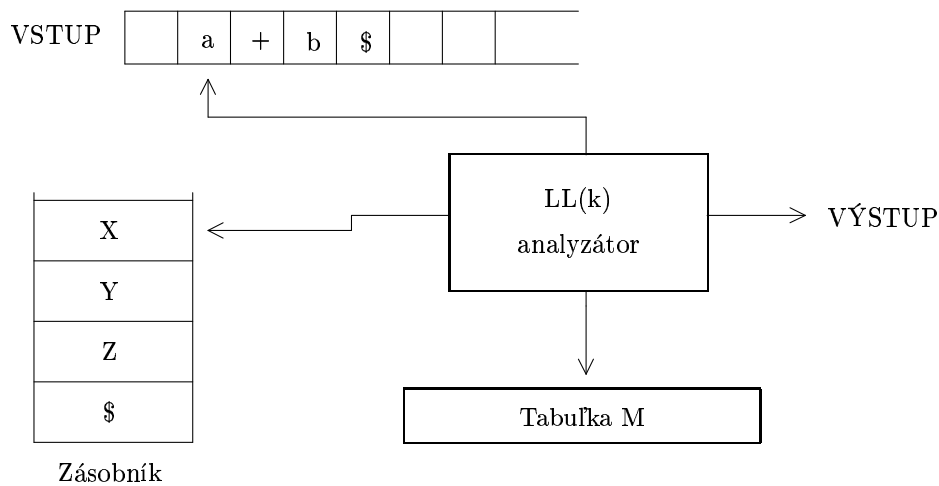 VSTUP a + b $
LL(k)
analyzátor
VÝSTUP
X
Y
Z
$
Tabuľka M
Zásobník